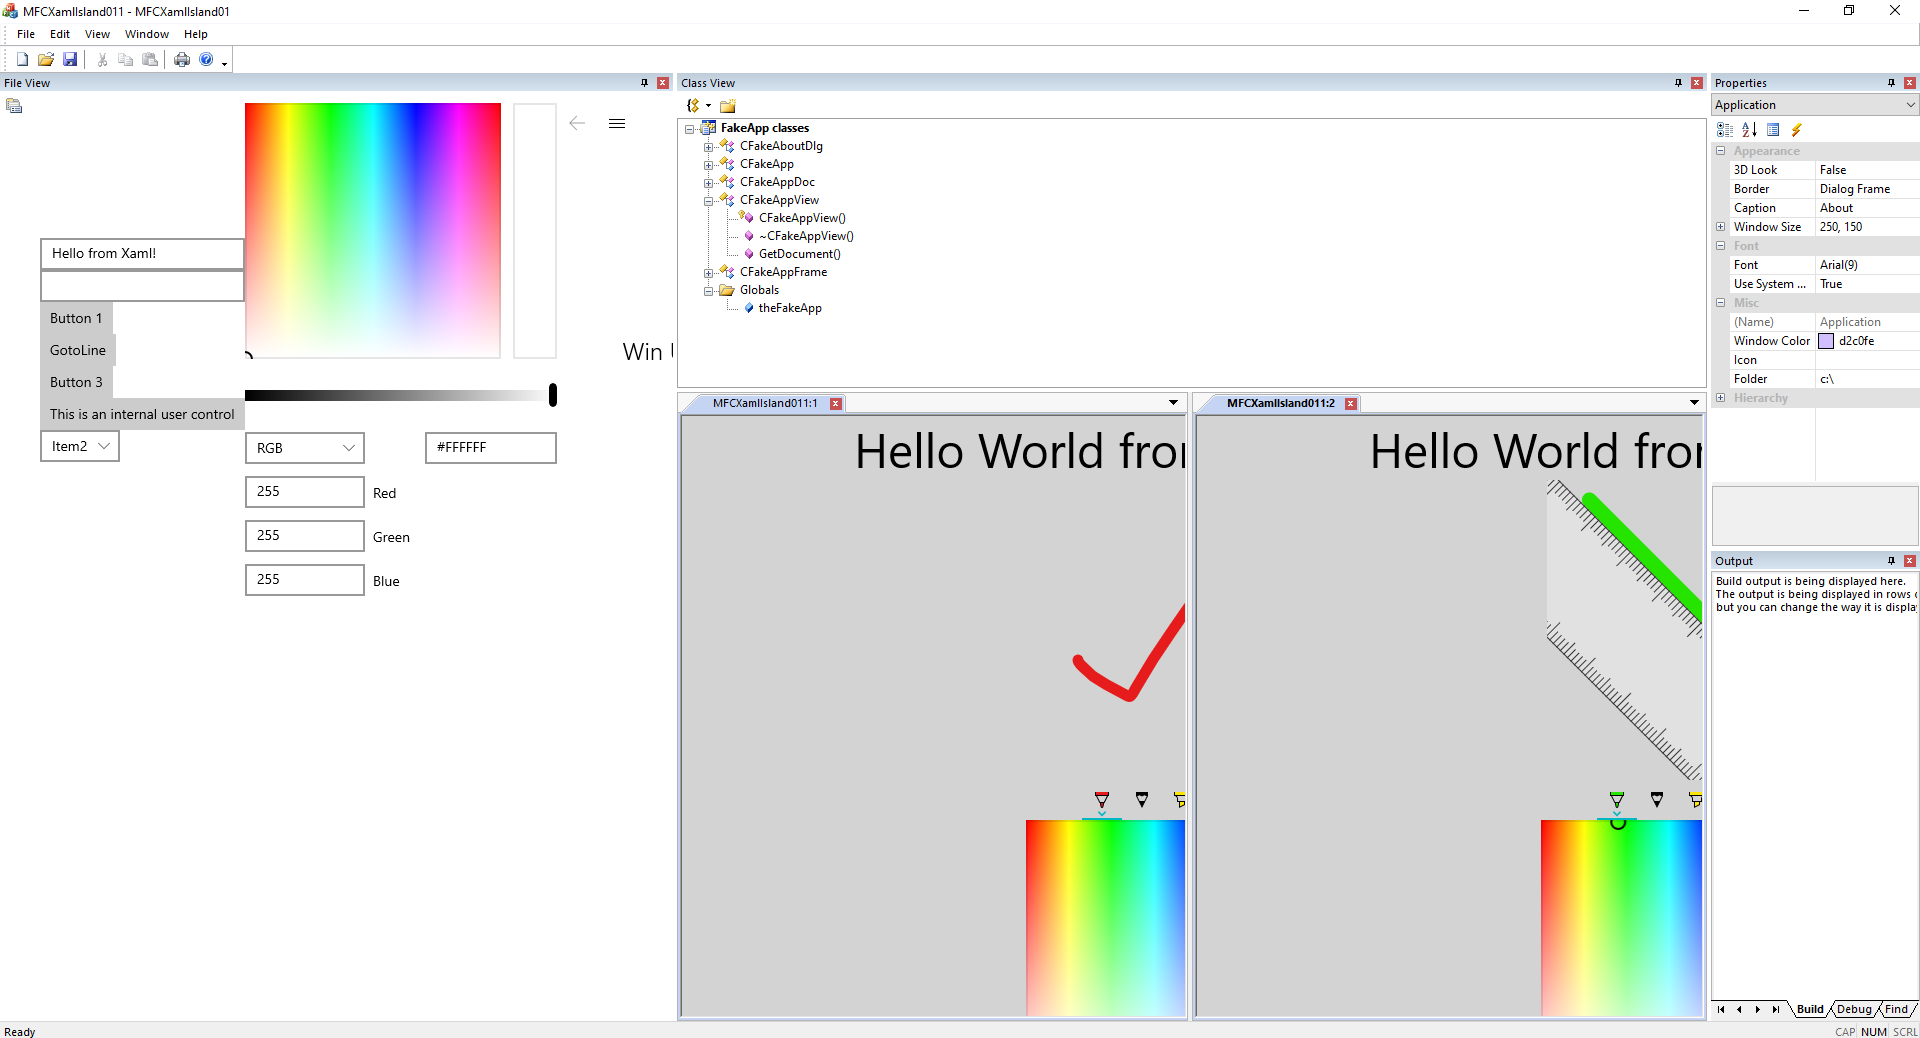 MFCXamlIsland011 - MFCXamlIsland01
File Edit View Window Help
File View
Hello from Xaml!
Button 1
GotoLine
Button 3
This is an internal user control
Item2
RGB
#FFFFFF
255 Red
255 Green
255 Blue
Win
Class View
FakeApp classes
CFakeAboutDlg
CFakeApp
CFakeAppDoc
CFakeAppView
CFakeAppView()
~CFakeAppView()
GetDocument()
CFakeAppFrame
Globals
theFakeApp
MFCXamlIsland011:1
Hello World from
MFCXamlIsland011:2
Hello World from
Properties
Application
Appearance
3D Look False
Border Dialog Frame
Caption About
Window Size 250, 150
Font
Font Arial(9)
Use System ... True
Misc
(Name) Application
Window Color d2c0fe
Icon
Folder c:\
Hierarchy
Output
Build output is being displayed here.
The output is being displayed in rows
but you can change the way it is displa
Build Debug Find
Ready
CAP NUM SCRL